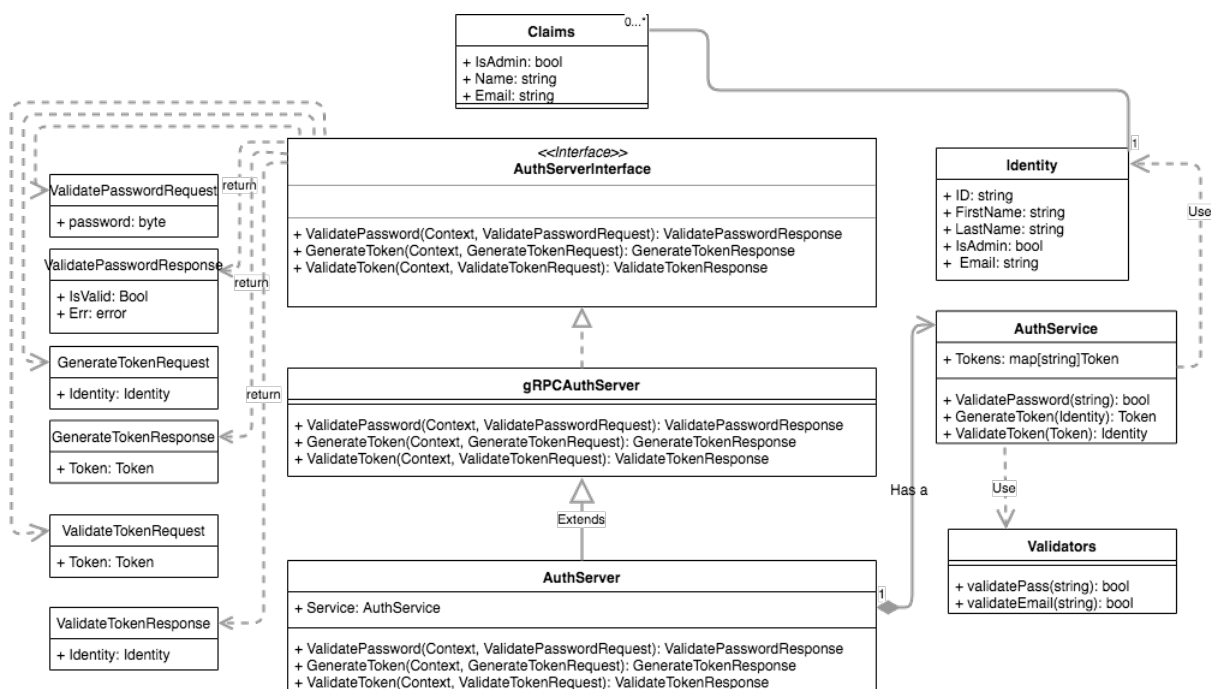 Claims
0...*
+ IsAdmin: bool
+ Name: string
+ Email: string
<<Interface>>
AuthServerInterface
+ ValidatePassword(Context, ValidatePasswordRequest): ValidatePasswordResponse
+ GenerateToken(Context, GenerateTokenRequest): GenerateTokenResponse
+ ValidateToken(Context, ValidateTokenRequest): ValidateTokenResponse
1
Identity
+ ID: string
+ FirstName: string
+ LastName: string
+ IsAdmin: bool
+ Email: string
Use
ValidatePasswordRequest
+ password: byte
return
ValidatePasswordResponse
+ IsValid: Bool
+ Err: error
return
GenerateTokenRequest
+ Identity: Identity
return
GenerateTokenResponse
+ Token: Token
ValidateTokenRequest
+ Token: Token
ValidateTokenResponse
+ Identity: Identity
gRPCAuthServer
+ ValidatePassword(Context, ValidatePasswordRequest): ValidatePasswordResponse
+ GenerateToken(Context, GenerateTokenRequest): GenerateTokenResponse
+ ValidateToken(Context, ValidateTokenRequest): ValidateTokenResponse
Extends
AuthServer
+ Service: AuthService
+ ValidatePassword(Context, ValidatePasswordRequest): ValidatePasswordResponse
+ GenerateToken(Context, GenerateTokenRequest): GenerateTokenResponse
+ ValidateToken(Context, ValidateTokenRequest): ValidateTokenResponse
1
Has a
AuthService
+ Tokens: map[string]Token
+ ValidatePassword(string): bool
+ GenerateToken(Identity): Token
+ ValidateToken(Token): Identity
Use
Validators
+ validatePass(string): bool
+ validateEmail(string): bool